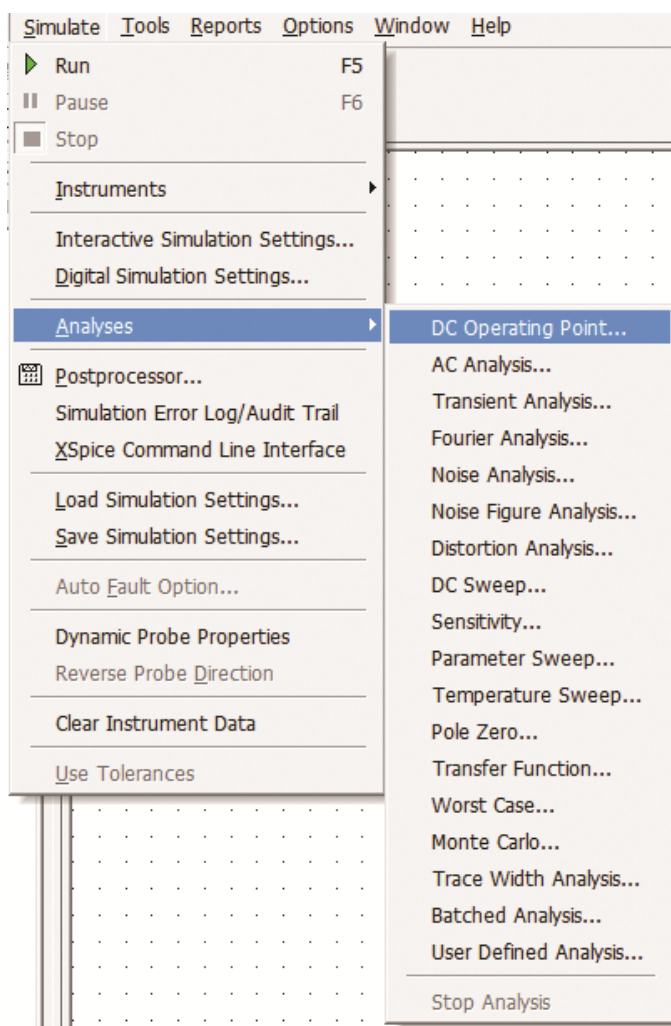 Simulate Tools Reports Options Window Help
Run F5
Pause F6
Stop
Instruments
Interactive Simulation Settings...
Digital Simulation Settings...
Analyses
Postprocessor...
Simulation Error Log/Audit Trail
XSpice Command Line Interface
Load Simulation Settings...
Save Simulation Settings...
Auto Fault Option...
Dynamic Probe Properties
Reverse Probe Direction
Clear Instrument Data
Use Tolerances
DC Operating Point...
AC Analysis...
Transient Analysis...
Fourier Analysis...
Noise Analysis...
Noise Figure Analysis...
Distortion Analysis...
DC Sweep...
Sensitivity...
Parameter Sweep...
Temperature Sweep...
Pole Zero...
Transfer Function...
Worst Case...
Monte Carlo...
Trace Width Analysis...
Batched Analysis...
User Defined Analysis...
Stop Analysis